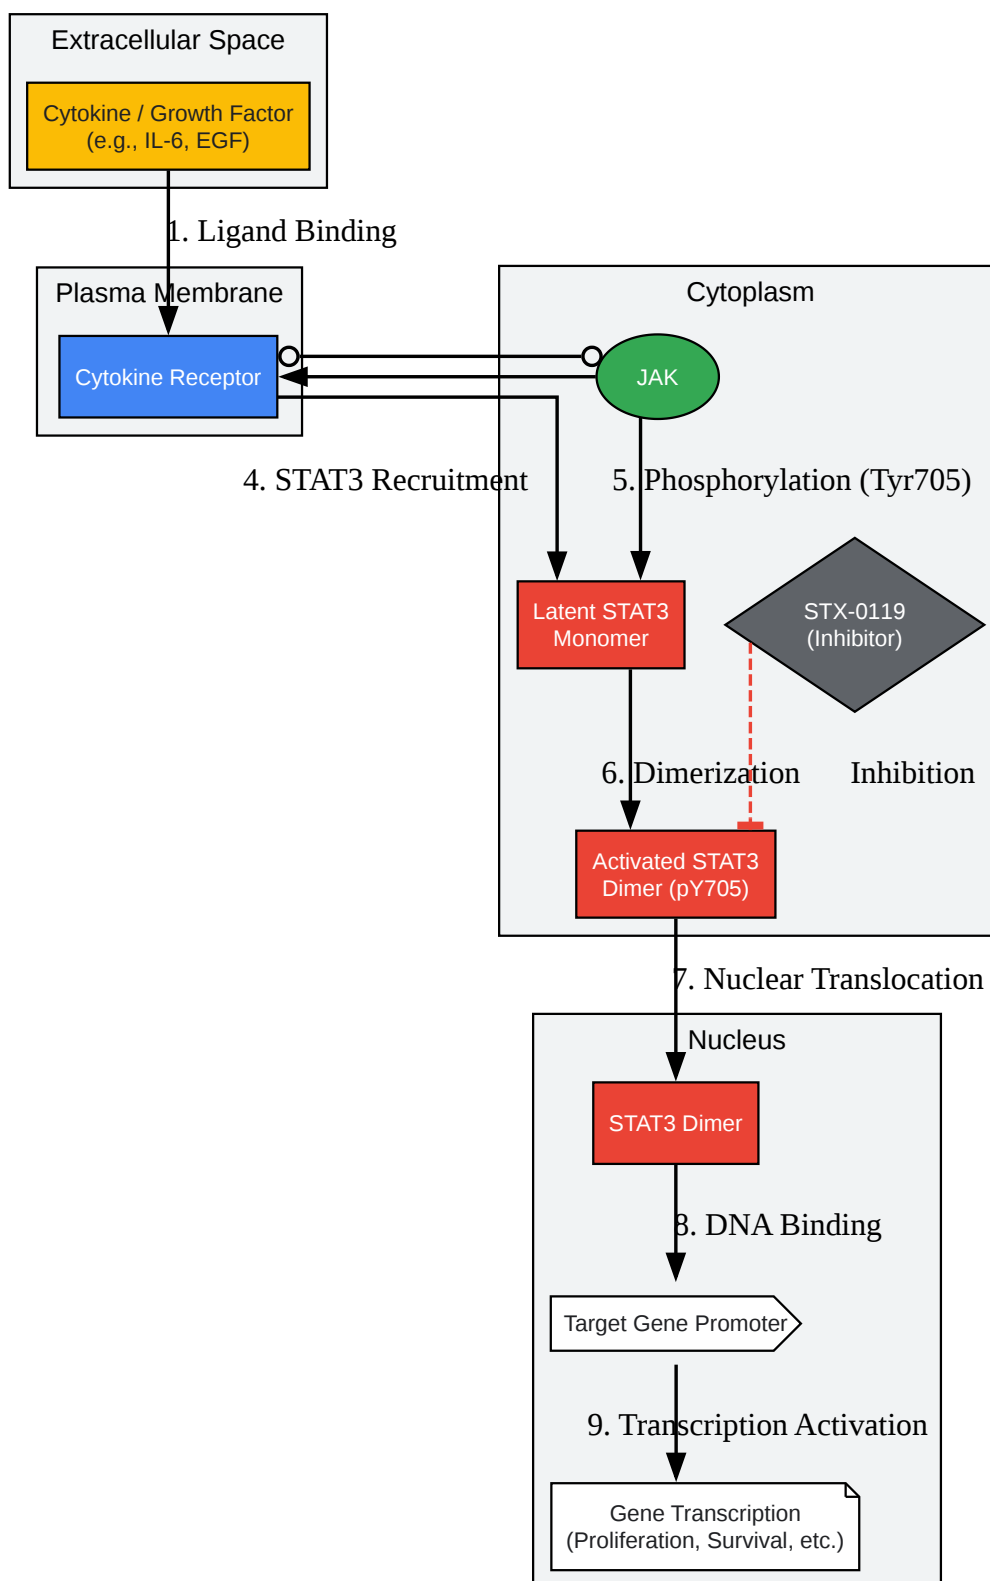 Extracellular Space
Cytokine / Growth Factor
(e.g., IL-6, EGF)
1. Ligand Binding
Plasma Membrane
Cytoplasm
Cytokine Receptor
JAK
4. STAT3 Recruitment
5. Phosphorylation (Tyr705)
Latent STAT3
Monomer
STX-0119
(Inhibitor)
6. Dimerization
Inhibition
Activated STAT3
Dimer (pY705)
7. Nuclear Translocation
Nucleus
STAT3 Dimer
8. DNA Binding
Target Gene Promoter
9. Transcription Activation
Gene Transcription
(Proliferation, Survival, etc.)